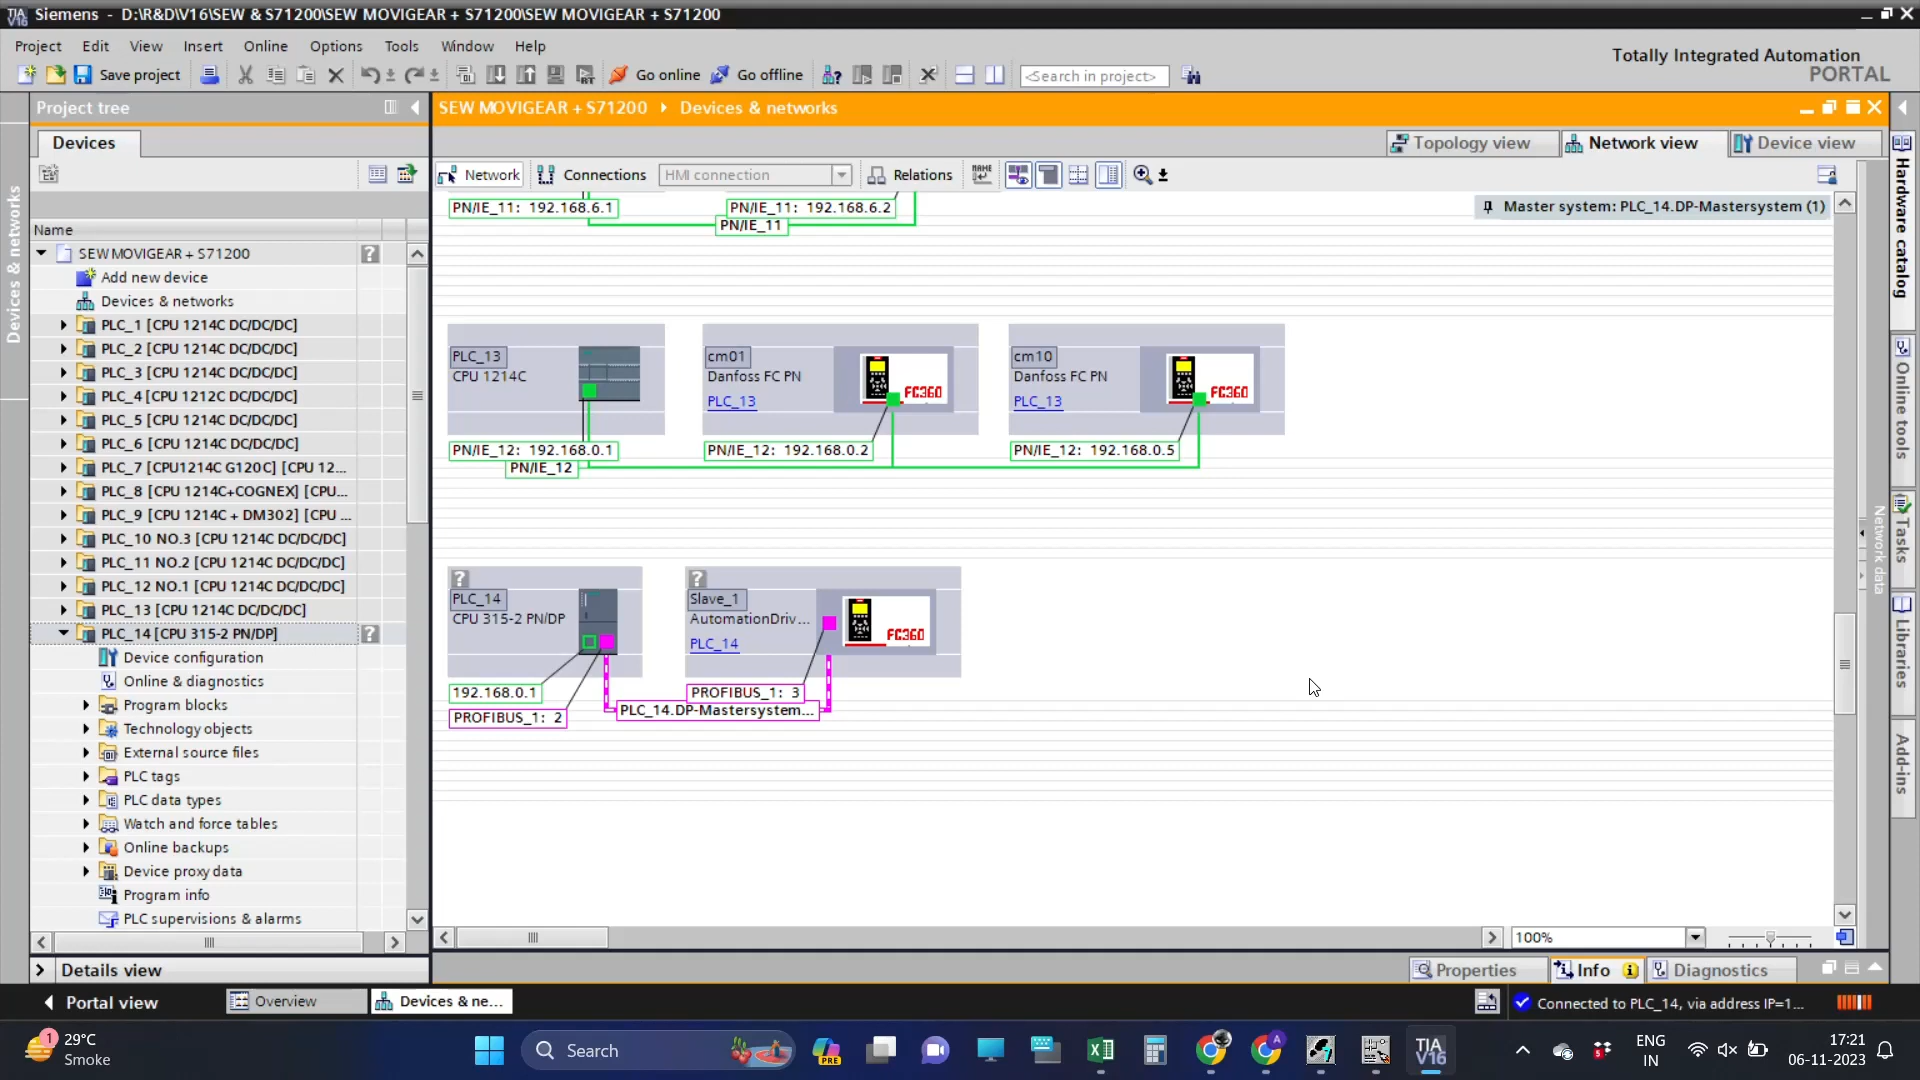 Siemens - D:\R&D\V16\SEW & S71200\SEW MOVIGEAR + S71200\SEW MOVIGEAR + S71200
Project Edit View Insert Online Options Tools Window Help
Totally Integrated Automation
PORTAL
Save project
Go online
Go offline
<Search in project>
Project tree
SEW MOVIGEAR + S71200 ▸ Devices & networks
Devices
Topology view
Network view
Device view
Network
Connections
HMI connection
Relations
Name
SEW MOVIGEAR + S71200
Add new device
Devices & networks
PLC_1 [CPU 1214C DC/DC/DC]
PLC_2 [CPU 1214C DC/DC/DC]
PLC_3 [CPU 1214C DC/DC/DC]
PLC_4 [CPU 1212C DC/DC/DC]
PLC_5 [CPU 1214C DC/DC/DC]
PLC_6 [CPU 1214C DC/DC/DC]
PLC_7 [CPU1214C G120C] [CPU 12...
PLC_8 [CPU 1214C+COGNEX] [CPU...
PLC_9 [CPU 1214C + DM302] [CPU ...
PLC_10 NO.3 [CPU 1214C DC/DC/DC]
PLC_11 NO.2 [CPU 1214C DC/DC/DC]
PLC_12 NO.1 [CPU 1214C DC/DC/DC]
PLC_13 [CPU 1214C DC/DC/DC]
PLC_14 [CPU 315-2 PN/DP]
Device configuration
Online & diagnostics
Program blocks
Technology objects
External source files
PLC tags
PLC data types
Watch and force tables
Online backups
Device proxy data
Program info
PLC supervisions & alarms
Details view
Devices & networks
PN/IE_11: 192.168.6.1
PN/IE_11: 192.168.6.2
PN/IE_11
Master system: PLC_14.DP-Mastersystem (1)
PLC_13
CPU 1214C
cm01
Danfoss FC PN
PLC_13
FC360
cm10
Danfoss FC PN
PLC_13
FC360
PN/IE_12: 192.168.0.1
PN/IE_12: 192.168.0.2
PN/IE_12: 192.168.0.5
PN/IE_12
PLC_14
CPU 315-2 PN/DP
Slave_1
AutomationDriv...
PLC_14
FC360
192.168.0.1
PROFIBUS_1: 3
PROFIBUS_1: 2
PLC_14.DP-Mastersystem...
100%
Network data
Hardware catalog
Online tools
Tasks
Libraries
Add-ins
Properties
Info
Diagnostics
Portal view
Overview
Devices & ne...
Connected to PLC_14, via address IP=1...
29°C
Smoke
1
Search
PRE
A
TIA
V16
ENG
IN
17:21
06-11-2023